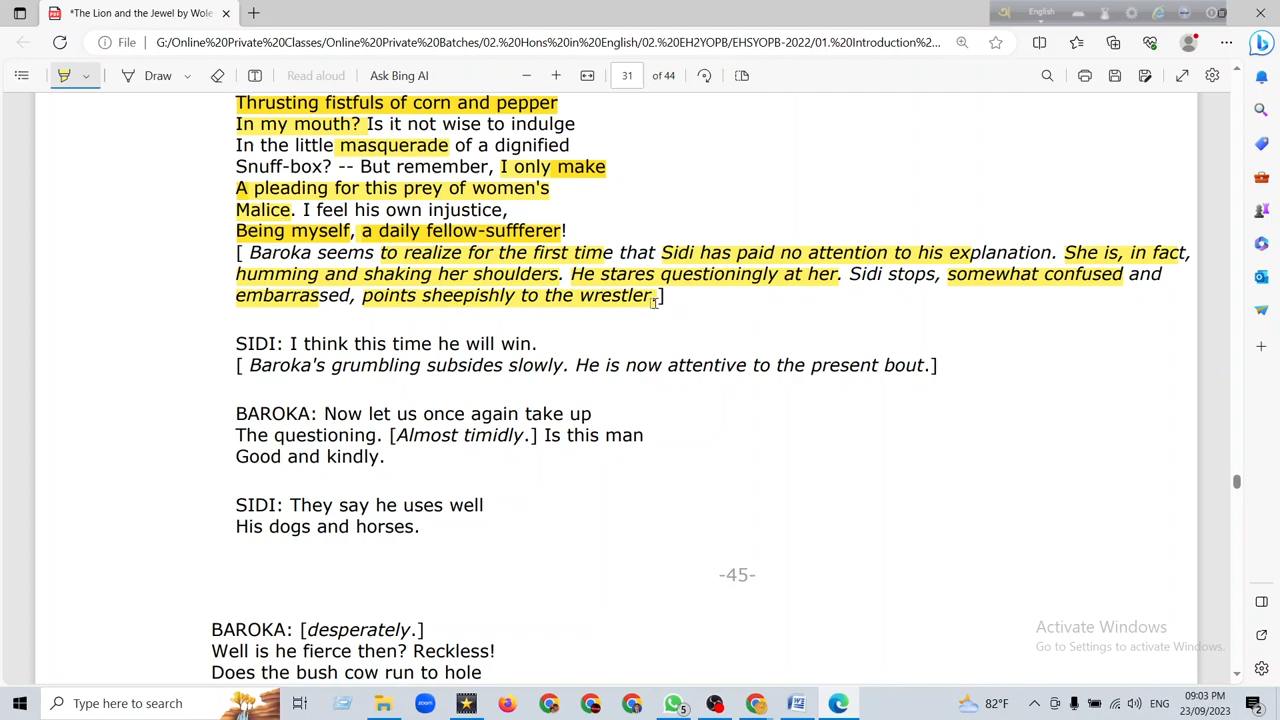 *The Lion and the Jewel by Wole
English
File
G:/Online%20Private%20Classes/Online%20Private%20Batches/02.%20Hons%20in%20English/02.%20EH2YOPB/EHSYOPB-2022/01.%20Introduction%...
Draw
Read aloud
Ask Bing AI
31
of 44
Thrusting fistfuls of corn and pepper
In my mouth? Is it not wise to indulge
In the little masquerade of a dignified
Snuff-box? -- But remember, I only make
A pleading for this prey of women's
Malice. I feel his own injustice,
Being myself, a daily fellow-suffferer!
[ Baroka seems to realize for the first time that Sidi has paid no attention to his explanation. She is, in fact,
humming and shaking her shoulders. He stares questioningly at her. Sidi stops, somewhat confused and
embarrassed, points sheepishly to the wrestler.]
SIDI: I think this time he will win.
[ Baroka's grumbling subsides slowly. He is now attentive to the present bout.]
BAROKA: Now let us once again take up
The questioning. [Almost timidly.] Is this man
Good and kindly.
SIDI: They say he uses well
His dogs and horses.
-45-
BAROKA: [desperately.]
Well is he fierce then? Reckless!
Does the bush cow run to hole
Activate Windows
Go to Settings to activate Windows.
Type here to search
zoom
5
82°F
ENG
09:03 PM
23/09/2023
2